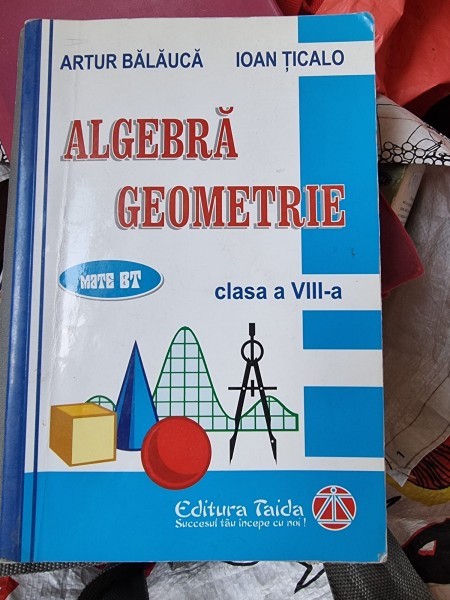 ARTUR BĂLĂUCĂ IOAN ȚICALO
ALGEBRĂ
GEOMETRIE
MATE BT
clasa a VIII-a
Editura Taida
Succesul tău începe cu noi!